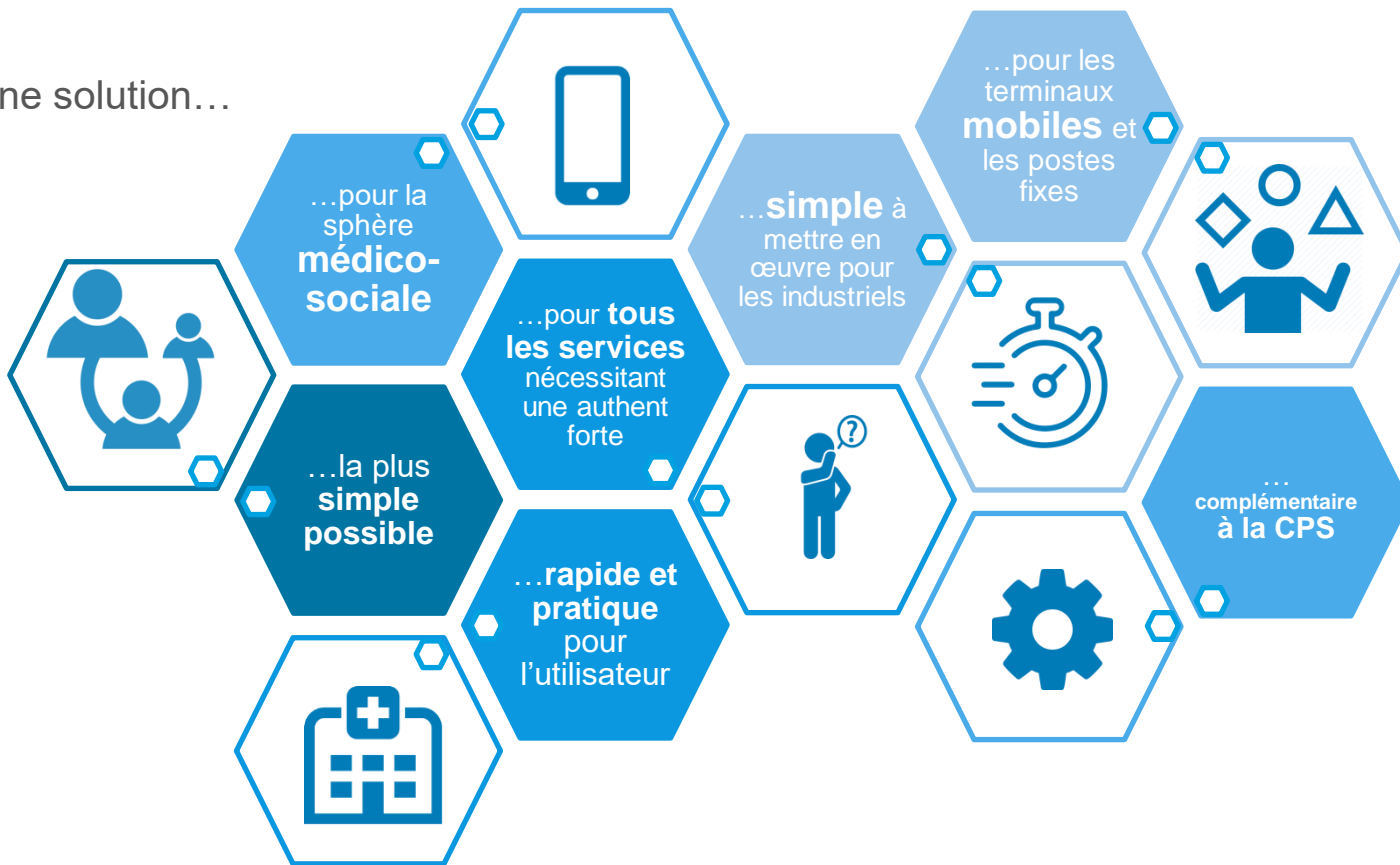 ne solution…
…pour la
sphère
médico-
sociale
…la plus
simple
possible
…pour tous
les services
nécessitant
une authent
forte
…rapide et
pratique
pour
l’utilisateur
…simple à
mettre en
œuvre pour
les industriels
…pour les
terminaux
mobiles et
les postes
fixes
…
complémentaire
à la CPS
?